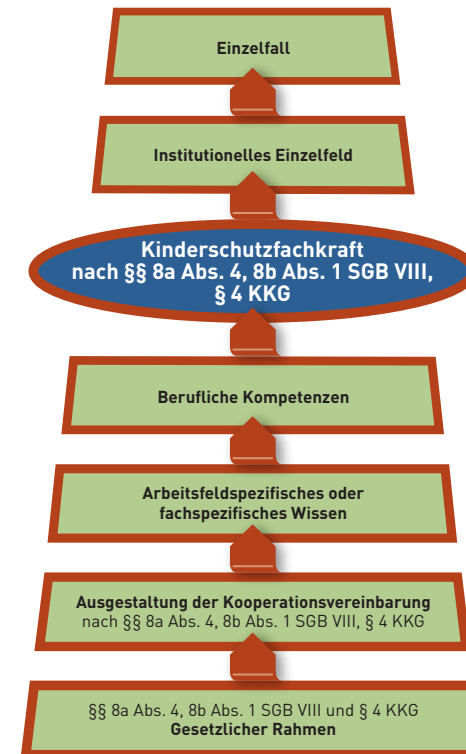 Einzelfall
Institutionelles Einzelfeld
Kinderschutzfachkraft
nach §§ 8a Abs. 4, 8b Abs. 1 SGB VIII,
§ 4 KKG
Berufliche Kompetenzen
Arbeitsfeldspezifisches oder
fachspezifisches Wissen
Ausgestaltung der Kooperationsvereinbarung
nach §§ 8a Abs. 4, 8b Abs. 1 SGB VIII, § 4 KKG
§§ 8a Abs. 4, 8b Abs. 1 SGB VIII und § 4 KKG
Gesetzlicher Rahmen